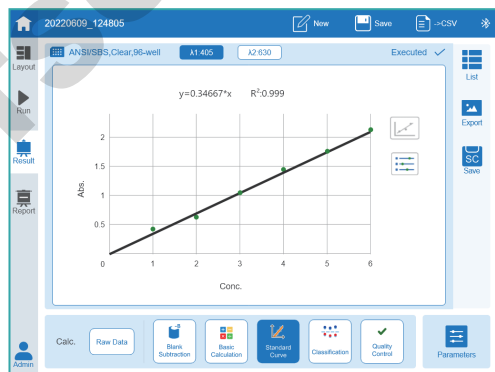 20220609_124805
New
Save
->CSV
Layout
Run
Result
Report
Admin
ANSI/SBS,Clear,96-well
λ1:405
λ2:630
Executed
List
Export
SC
Save
y=0.34667*x R²:0.999
Abs.
2
1.5
1
0.5
0 1 2 3 4 5 6
Conc.
Calc.
Raw Data
-B
Blank
Subtraction
Basic
Calculation
Standard
Curve
Classification
Quality
Control
Parameters